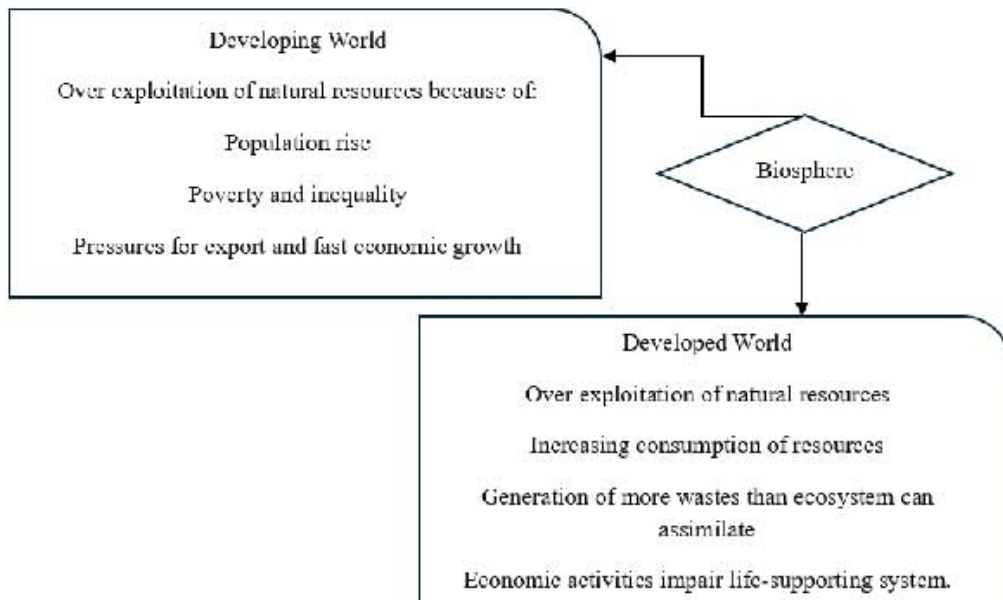 Developing World
Over exploitation of natural resources because of:
Population rise
Poverty and inequality
Pressures for export and fast economic growth
Biosphere
Developed World
Over exploitation of natural resources
Increasing consumption of resources
Generation of more wastes than ecosystem can
assimilate
Economic activities impair life-supporting system.